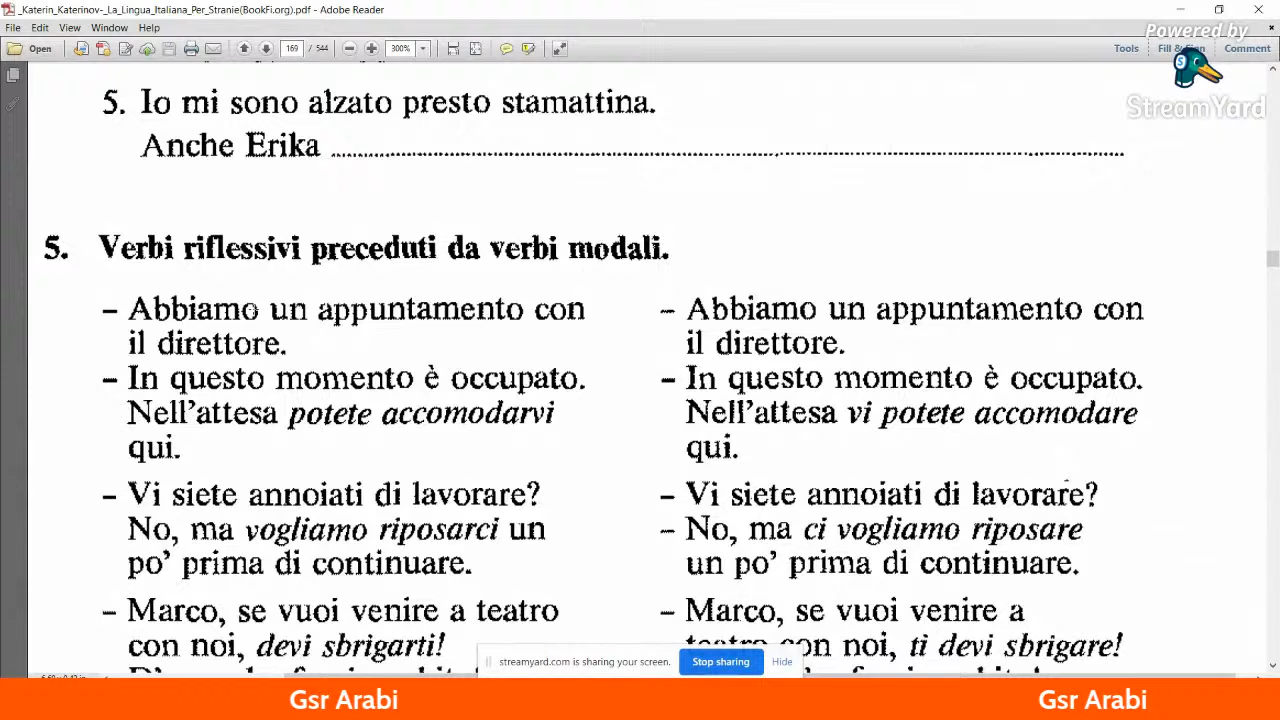 _Katerin_Katerinov-_La_Lingua_Italiana_Per_Stranie(BookFi.org).pdf - Adobe Reader
File Edit View Window Help
Open 169 / 544 300% Tools Fill & Sign Comment
Powered by
StreamYard
5. Io mi sono alzato presto stamattina.
Anche Erika
5. Verbi riflessivi preceduti da verbi modali.
– Abbiamo un appuntamento con
il direttore.
– In questo momento è occupato.
Nell'attesa potete accomodarvi
qui.
– Vi siete annoiati di lavorare?
No, ma vogliamo riposarci un
po' prima di continuare.
– Marco, se vuoi venire a teatro
con noi, devi sbrigarti!
– Abbiamo un appuntamento con
il direttore.
– In questo momento è occupato.
Nell'attesa vi potete accomodare
qui.
– Vi siete annoiati di lavorare?
– No, ma ci vogliamo riposare
un po' prima di continuare.
– Marco, se vuoi venire a
teatro con noi, ti devi sbrigare!
streamyard.com is sharing your screen. Stop sharing Hide
Gsr Arabi Gsr Arabi